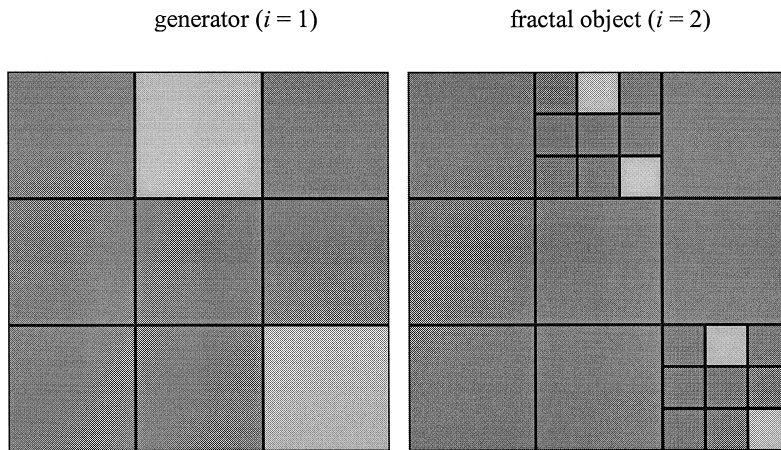 generator (i = 1) fractal object (i = 2)